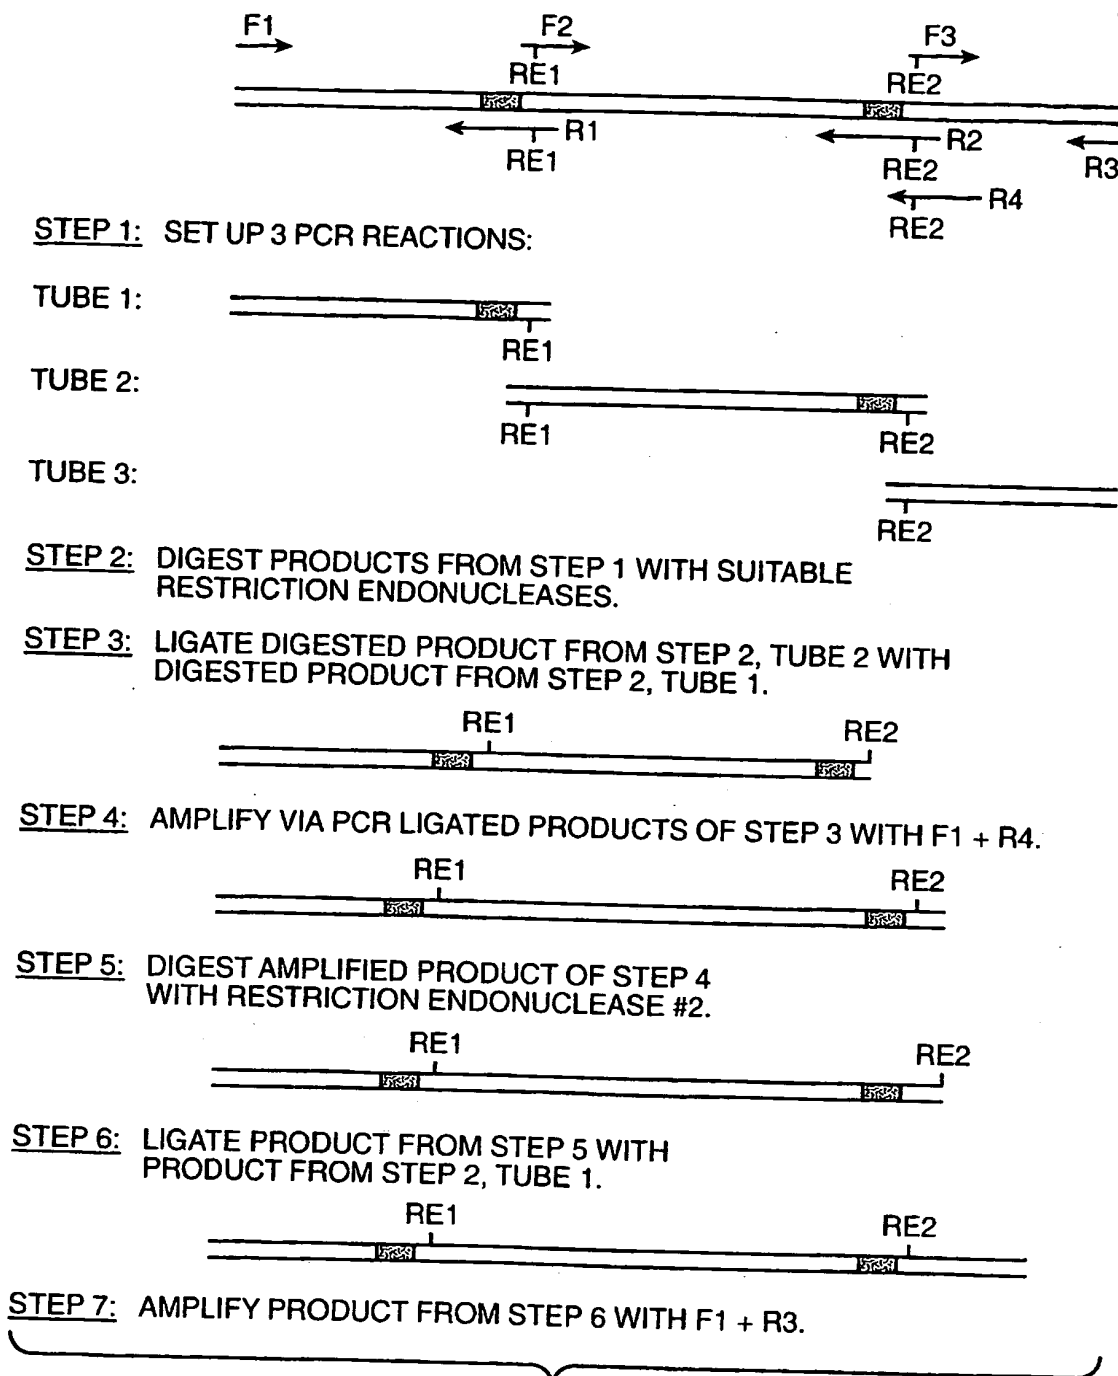 F1
F2
F3
RE1
RE2
R1
RE1
R2
RE2
R3
R4
RE2
STEP 1: SET UP 3 PCR REACTIONS:
TUBE 1:
RE1
TUBE 2:
RE1
RE2
TUBE 3:
RE2
STEP 2: DIGEST PRODUCTS FROM STEP 1 WITH SUITABLE
RESTRICTION ENDONUCLEASES.
STEP 3: LIGATE DIGESTED PRODUCT FROM STEP 2, TUBE 2 WITH
DIGESTED PRODUCT FROM STEP 2, TUBE 1.
RE1
RE2
STEP 4: AMPLIFY VIA PCR LIGATED PRODUCTS OF STEP 3 WITH F1 + R4.
RE1
RE2
STEP 5: DIGEST AMPLIFIED PRODUCT OF STEP 4
WITH RESTRICTION ENDONUCLEASE #2.
RE1
RE2
STEP 6: LIGATE PRODUCT FROM STEP 5 WITH
PRODUCT FROM STEP 2, TUBE 1.
RE1
RE2
STEP 7: AMPLIFY PRODUCT FROM STEP 6 WITH F1 + R3.